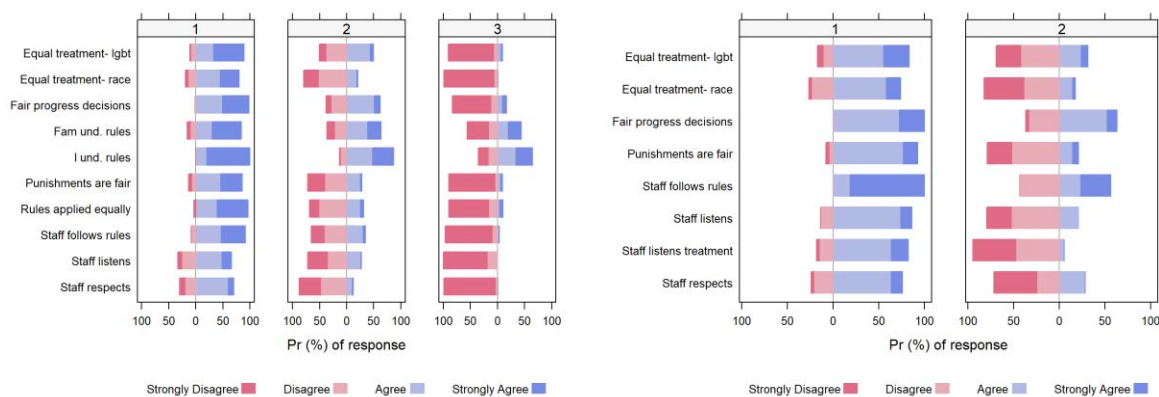 1 2 3
Equal treatment- lgbt
Equal treatment- race
Fair progress decisions
Fam und. rules
I und. rules
Punishments are fair
Rules applied equally
Staff follows rules
Staff listens
Staff respects
100 50 0 50 100 100 50 0 50 100 100 50 0 50 100
Pr (%) of response
Strongly Disagree Disagree Agree Strongly Agree
1 2
Equal treatment- lgbt
Equal treatment- race
Fair progress decisions
Punishments are fair
Staff follows rules
Staff listens
Staff listens treatment
Staff respects
100 50 0 50 100 100 50 0 50 100
Pr (%) of response
Strongly Disagree Disagree Agree Strongly Agree